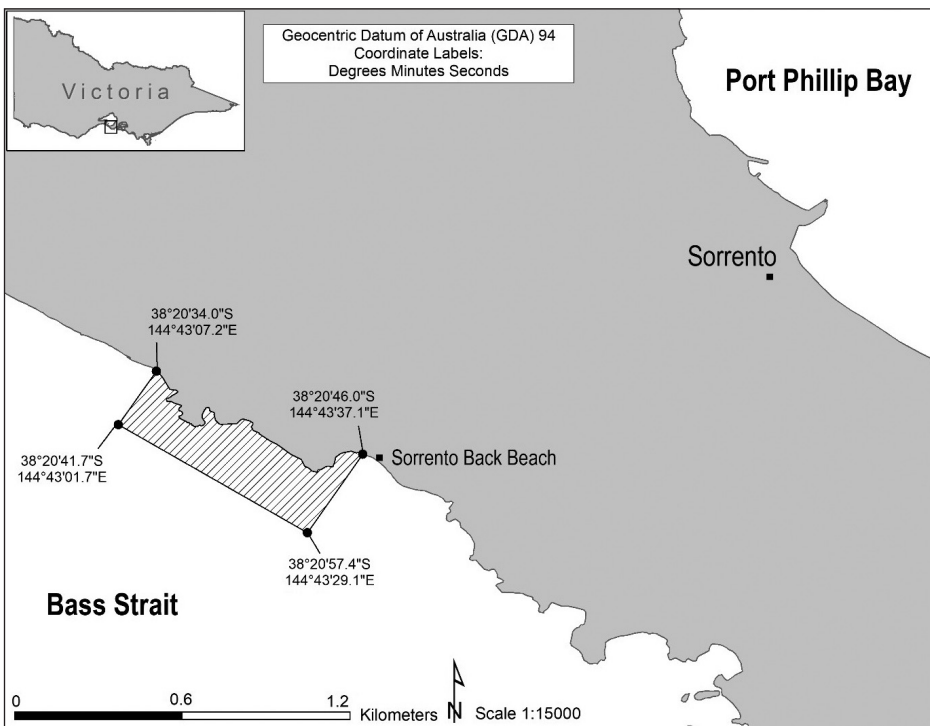 Geocentric Datum of Australia (GDA) 94
Coordinate Labels:
Degrees Minutes Seconds
Victoria
Port Phillip Bay
Sorrento
38°20'34.0"S
144°43'07.2"E
38°20'46.0"S
144°43'37.1"E
Sorrento Back Beach
38°20'41.7"S
144°43'01.7"E
38°20'57.4"S
144°43'29.1"E
Bass Strait
0 0.6 1.2
Kilometers N Scale 1:15000